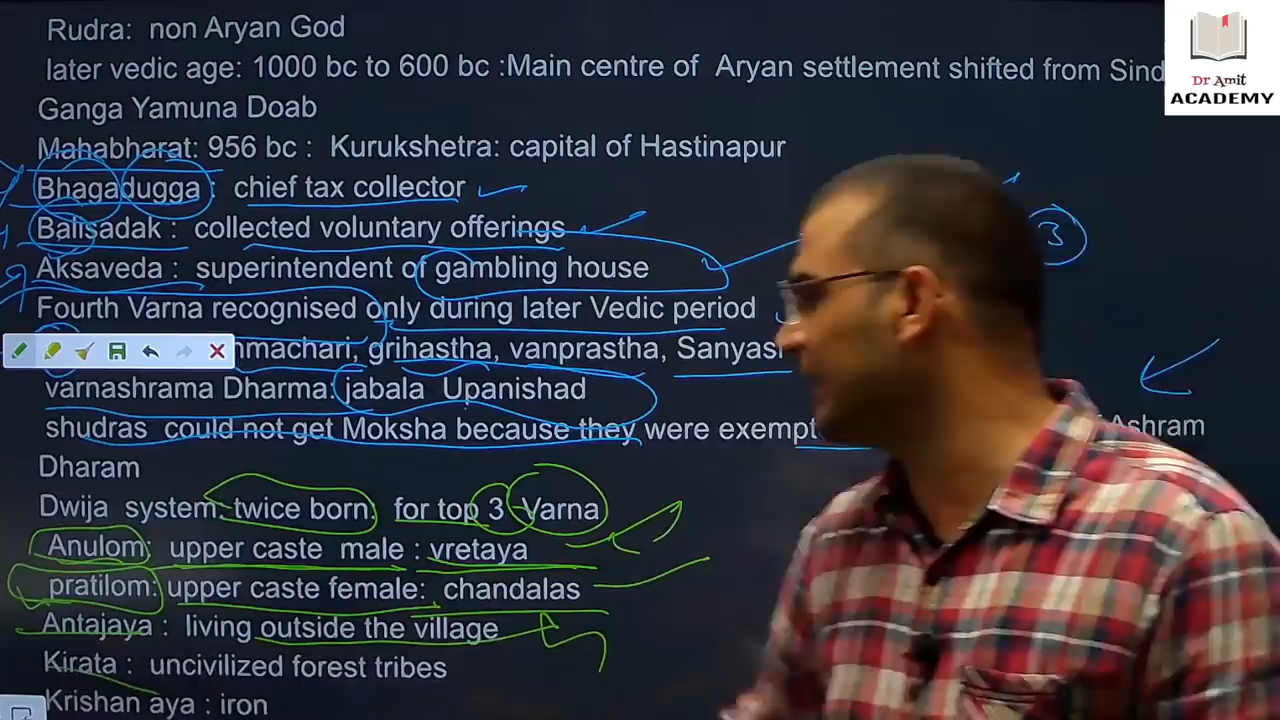 Rudra: non Aryan God
later vedic age: 1000 bc to 600 bc :Main centre of Aryan settlement shifted from Sind
Ganga Yamuna Doab
Mahabharat: 956 bc : Kurukshetra: capital of Hastinapur
Bhagadugga : chief tax collector
Balisadak : collected voluntary offerings
Aksaveda : superintendent of gambling house
3
Fourth Varna recognised only during later Vedic period
hmachari, grihastha, vanprastha, Sanyasi
varnashrama Dharma: jabala Upanishad
shudras could not get Moksha because they were exempt Ashram
Dharam
Dwija system: twice born: for top 3 Varna
Anulom: upper caste male : vretaya
pratilom: upper caste female: chandalas
Antajaya : living outside the village
Kirata : uncivilized forest tribes
Krishan aya : iron
Dr Amit
ACADEMY